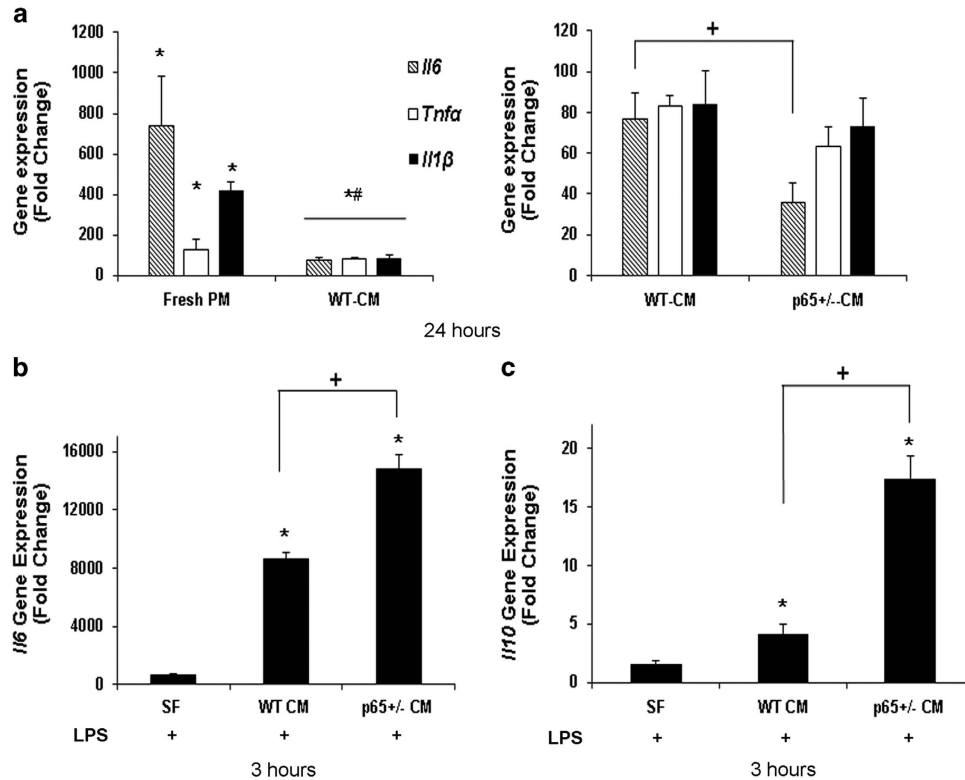 a
Gene expression
(Fold Change)
1200
1000
800
600
400
200
0
*
*
*
*#
Il6
Tnfα
Il1β
Fresh PM
WT-CM
Gene expression
(Fold Change)
120
100
80
60
40
20
0
+
WT-CM
p65+/--CM
24 hours
b
Il6 Gene Expression
(Fold Change)
16000
12000
8000
4000
0
+
*
*
SF
WT CM
p65+/- CM
LPS
+
+
+
3 hours
c
Il10 Gene Expression
(Fold Change)
20
15
10
5
0
+
*
*
SF
WT CM
p65+/- CM
LPS
+
+
+
3 hours